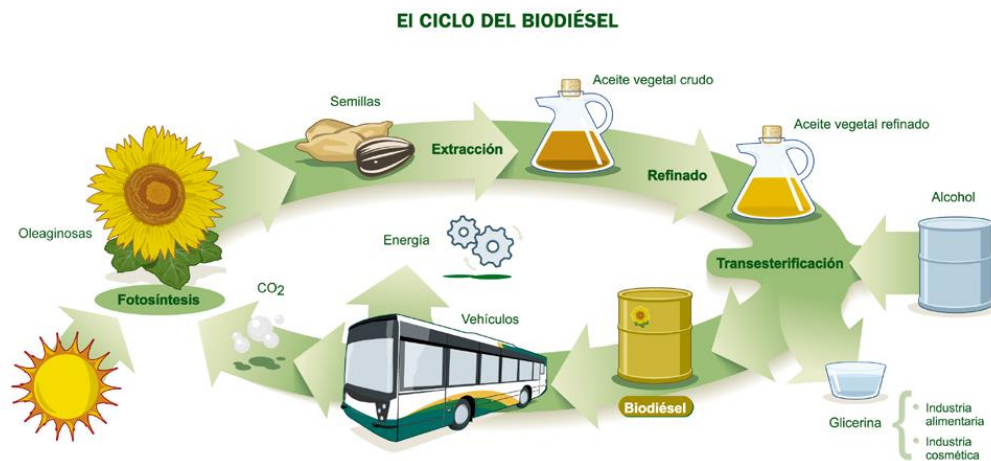 El CICLO DEL BIODIÉSEL
Aceite vegetal crudo
Semillas
Aceite vegetal refinado
Extracción
Refinado
Alcohol
Oleaginosas
Energía
Transesterificación
Fotosíntesis
CO2
Vehículos
Biodiésel
Glicerina
• Industria
alimentaria
• Industria
cosmética